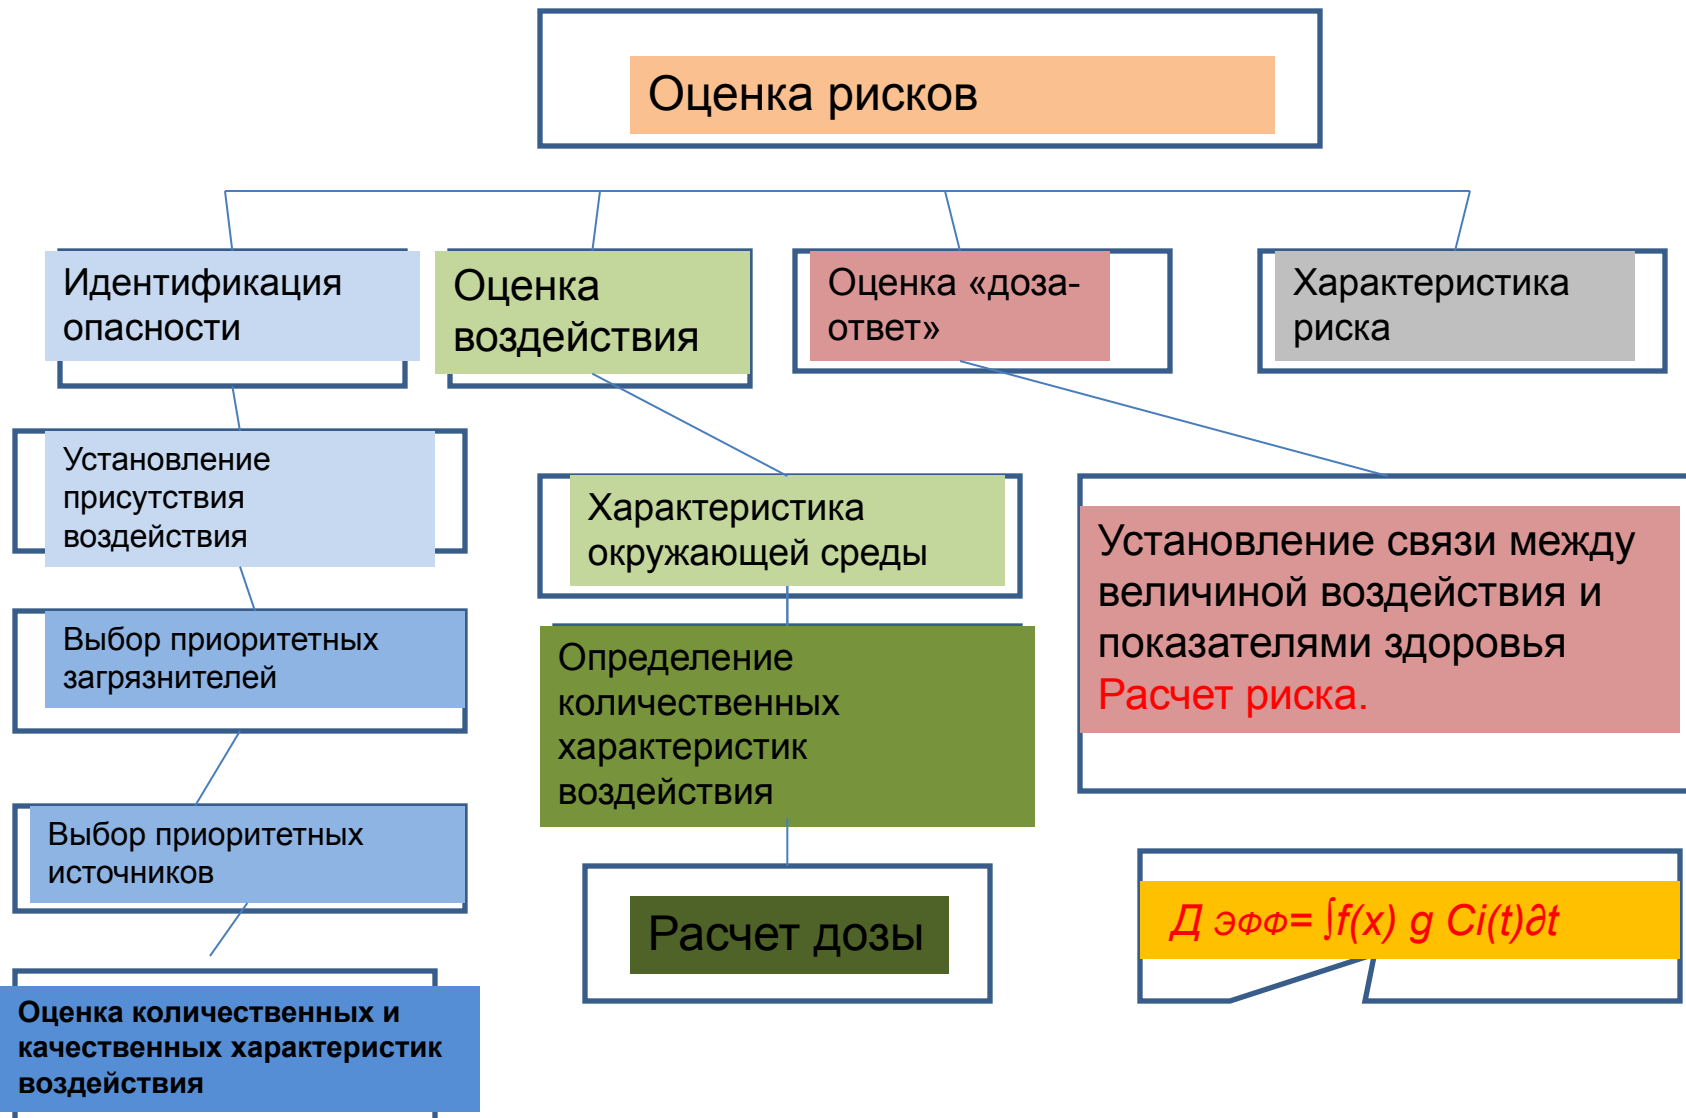 Оценка рисков
Идентификация
опасности
Оценка
воздействия
Оценка «доза-
ответ»
Характеристика
риска
Установление
присутствия
воздействия
Выбор приоритетных
загрязнителей
Выбор приоритетных
источников
Оценка количественных и
качественных характеристик
воздействия
Характеристика
окружающей среды
Определение
количественных
характеристик
воздействия
Расчет дозы
Установление связи между
величиной воздействия и
показателями здоровья
Расчет риска.
Д ЭФФ= ∫f(x) g Ci(t)∂t